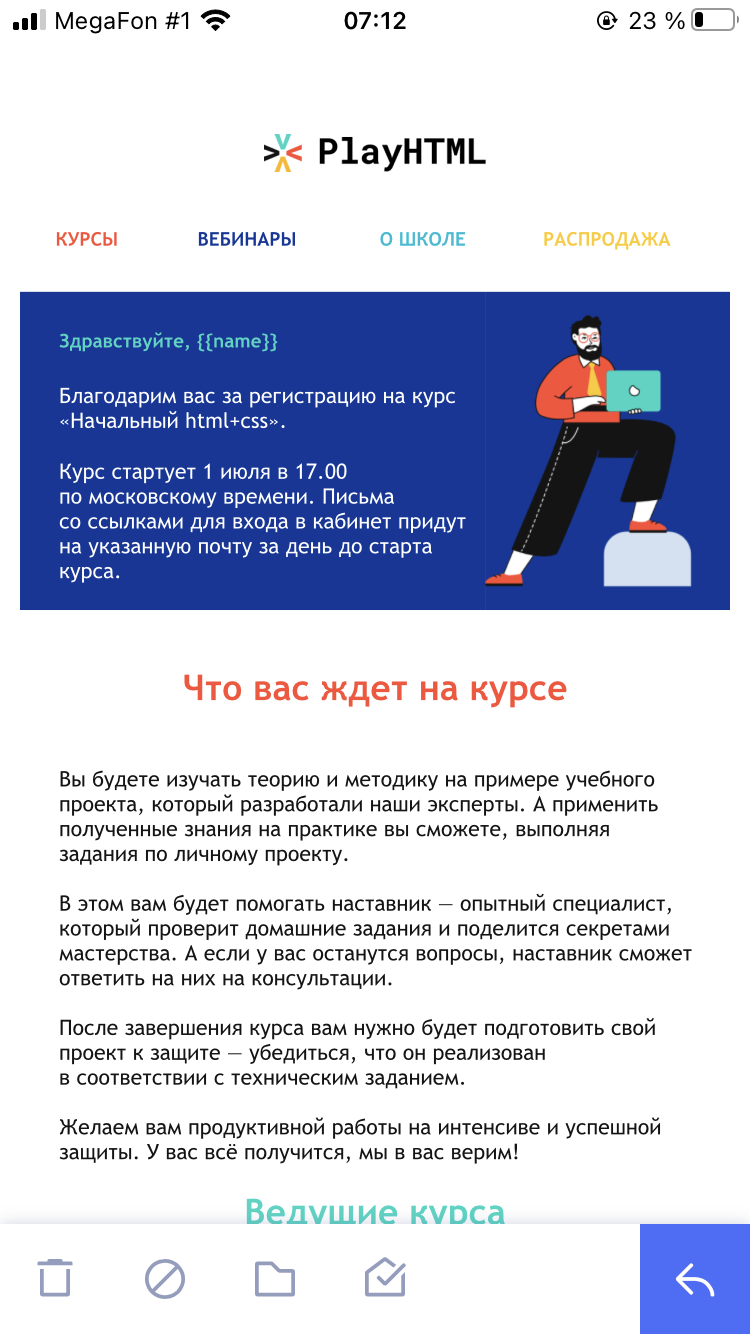 MegaFon #1 07:12 23 %
PlayHTML
КУРСЫ ВЕБИНАРЫ О ШКОЛЕ РАСПРОДАЖА
Здравствуйте, {{name}}
Благодарим вас за регистрацию на курс
«Начальный html+css».
Курс стартует 1 июля в 17.00
по московскому времени. Письма
со ссылками для входа в кабинет придут
на указанную почту за день до старта
курса.
Что вас ждет на курсе
Вы будете изучать теорию и методику на примере учебного
проекта, который разработали наши эксперты. А применить
полученные знания на практике вы сможете, выполняя
задания по личному проекту.
В этом вам будет помогать наставник — опытный специалист,
который проверит домашние задания и поделится секретами
мастерства. А если у вас останутся вопросы, наставник сможет
ответить на них на консультации.
После завершения курса вам нужно будет подготовить свой
проект к защите — убедиться, что он реализован
в соответствии с техническим заданием.
Желаем вам продуктивной работы на интенсиве и успешной
защиты. У вас всё получится, мы в вас верим!
Ведущие курса